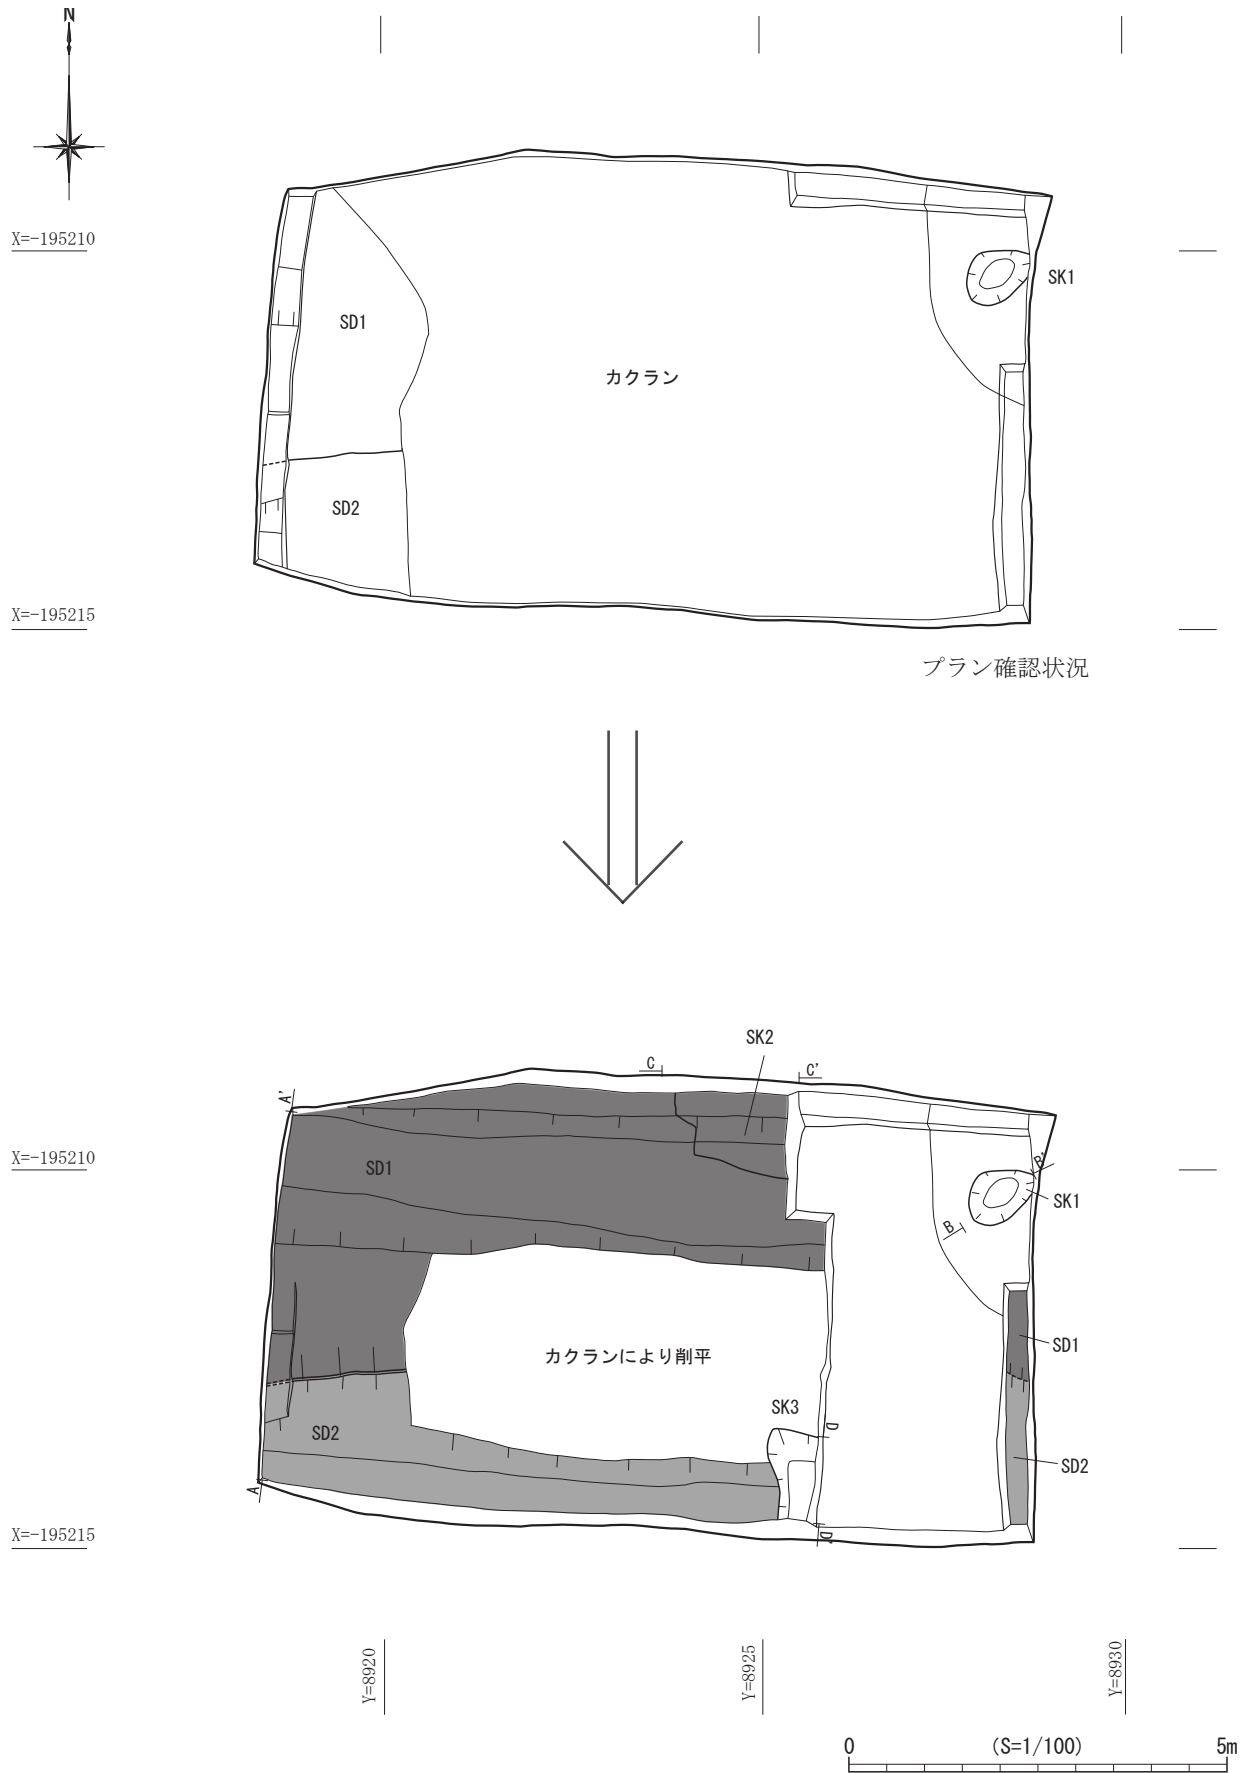 N
X=-195210
SK1
SD1
カクラン
SD2
X=-195215
プラン確認状況
SK2
C
C'
A'
X=-195210
SD1
B'
SK1
B
SD1
カクランにより削平
SK3
D
SD2
SD2
A
X=-195215
D'
Y=8920
Y=8925
Y=8930
0 (S=1/100) 5m